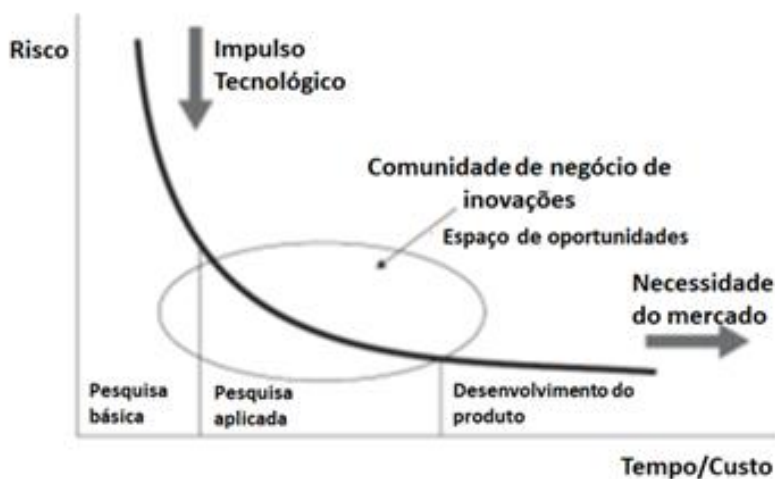 Risco
Impulso
Tecnológico
Comunidade de negócio de
inovações
Espaço de oportunidades
Necessidade
do mercado
Pesquisa
básica
Pesquisa
aplicada
Desenvolvimento do
produto
Tempo/Custo